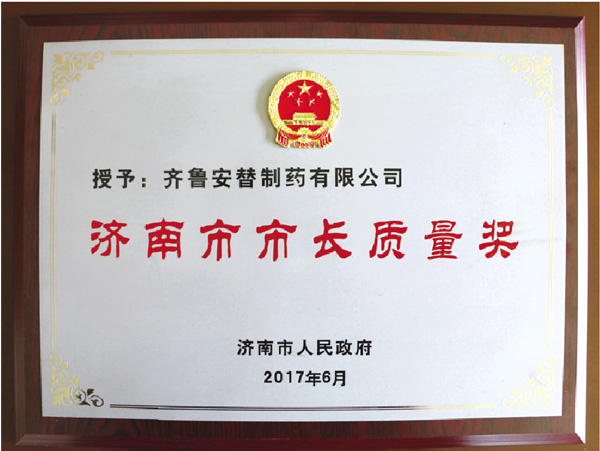 授予：齐鲁安替制药有限公司
济南市市长质量奖
济南市人民政府
2017年6月